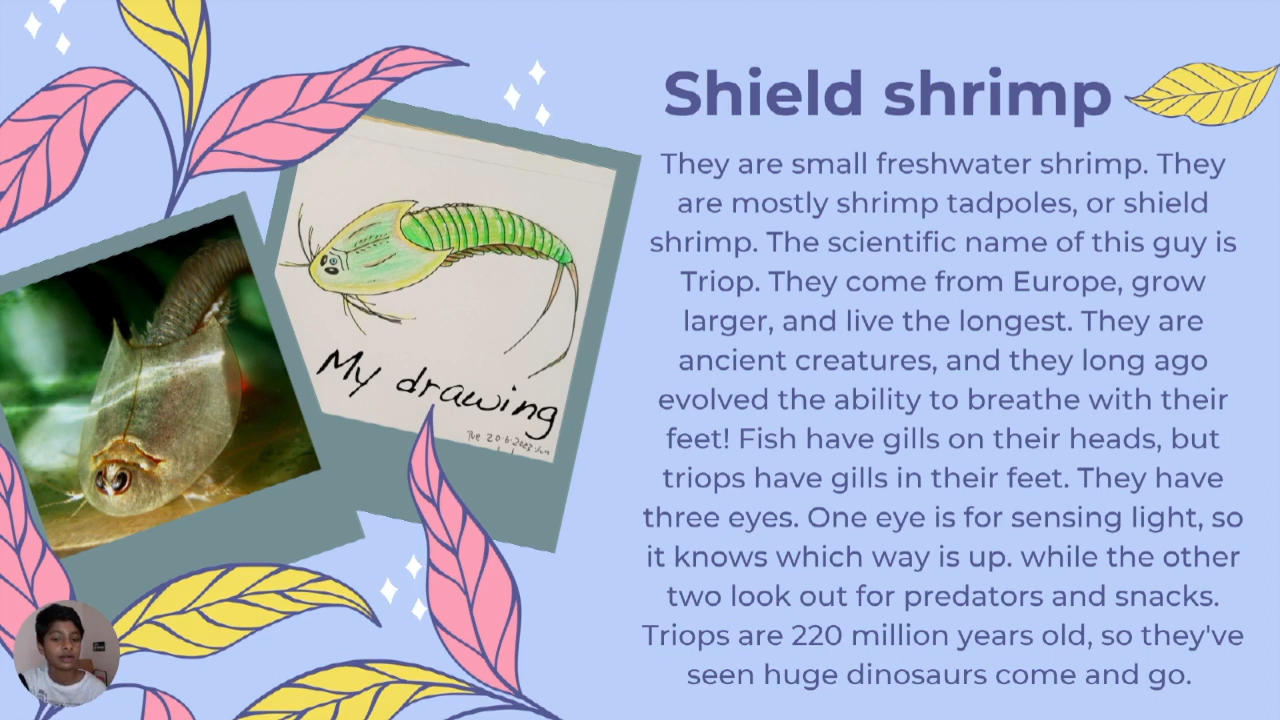 Shield shrimp
They are small freshwater shrimp. They
are mostly shrimp tadpoles, or shield
shrimp. The scientific name of this guy is
Triop. They come from Europe, grow
larger, and live the longest. They are
ancient creatures, and they long ago
evolved the ability to breathe with their
feet! Fish have gills on their heads, but
triops have gills in their feet. They have
three eyes. One eye is for sensing light, so
it knows which way is up. while the other
two look out for predators and snacks.
Triops are 220 million years old, so they've
seen huge dinosaurs come and go.
My drawing
Tue 20.6.2023